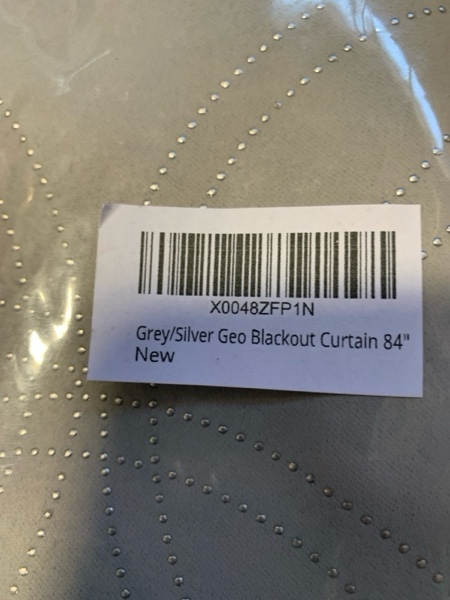 X0048ZFP1N
Grey/Silver Geo Blackout Curtain 84"
New